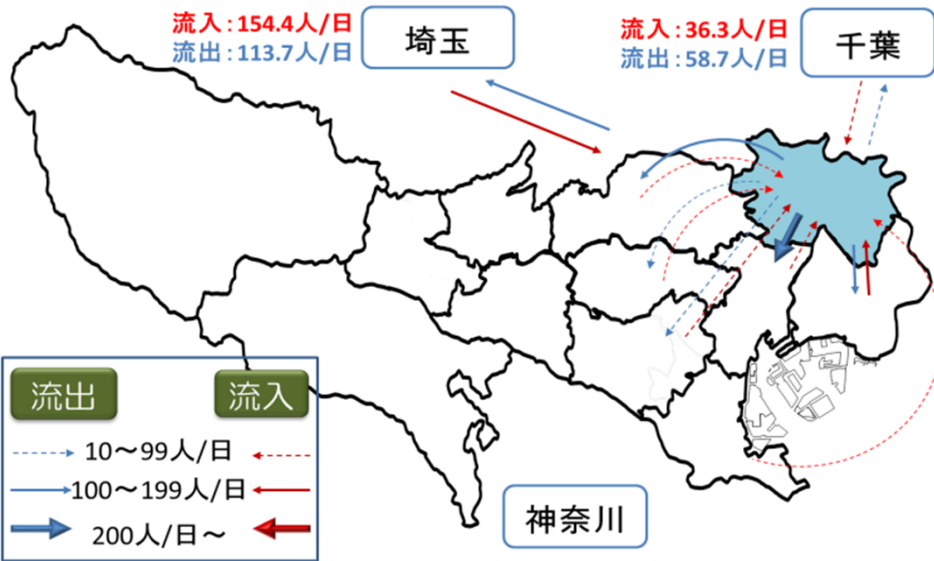 流入：154.4人/日
流出：113.7人/日
埼玉
流入：36.3人/日
流出：58.7人/日
千葉
流出
流入
10～99人/日
100～199人/日
200人/日～
神奈川